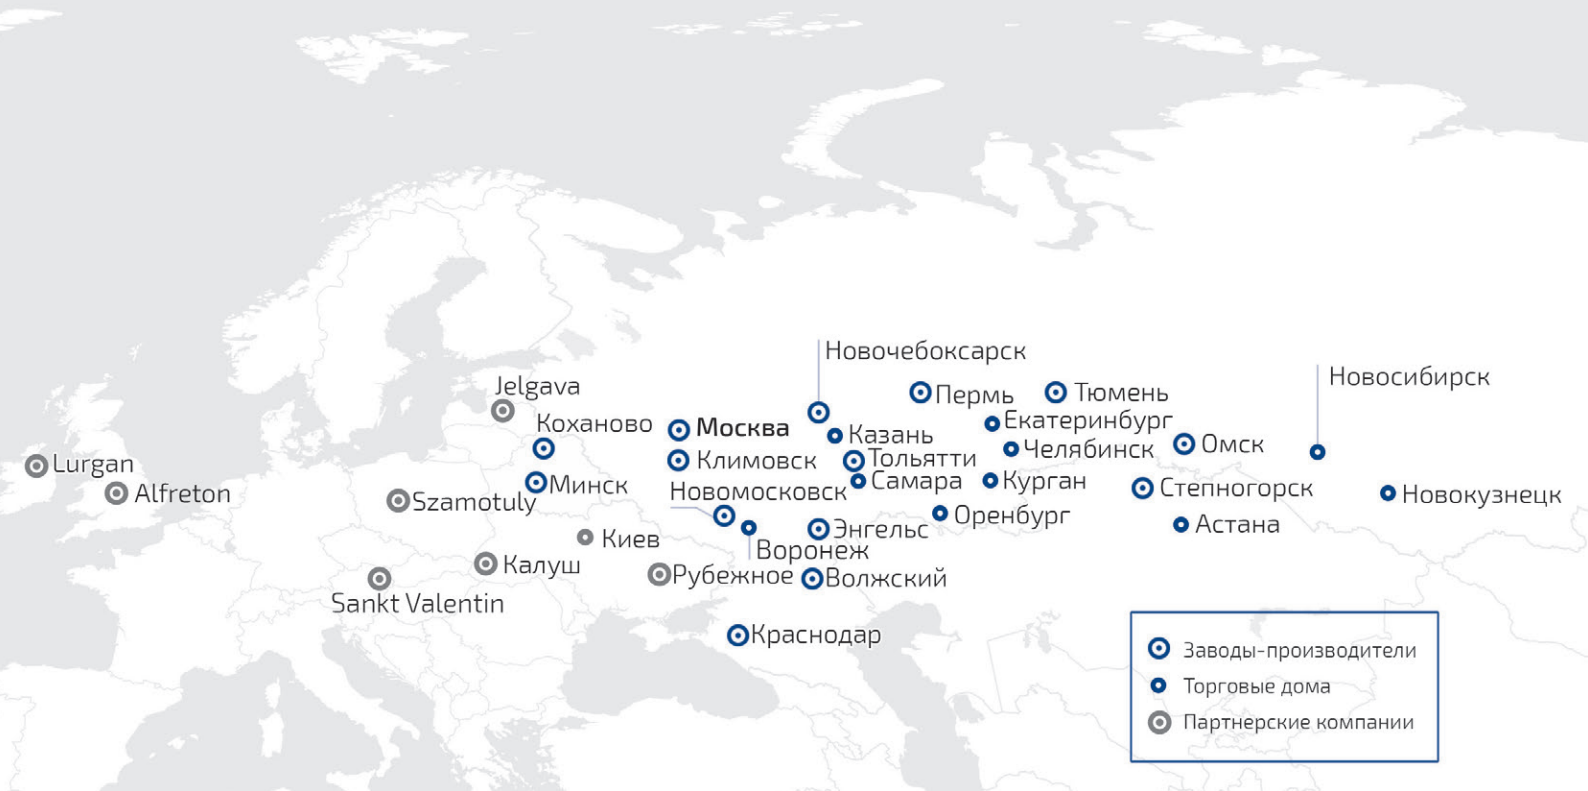 Новочебоксарск
Новосибирск
Jelgava
Пермь
Тюмень
Коханово
Москва
Казань
Екатеринбург
Челябинск
Омск
Lurgan
Климовск
Тольятти
Alfreton
Szamotuly
Минск
Новомосковск
Самара
Курган
Степногорск
Новокузнецк
Киев
Энгельс
Оренбург
Астана
Воронеж
Калуш
Рубежное
Волжский
Sankt Valentin
Краснодар
Заводы-производители
Торговые дома
Партнерские компании